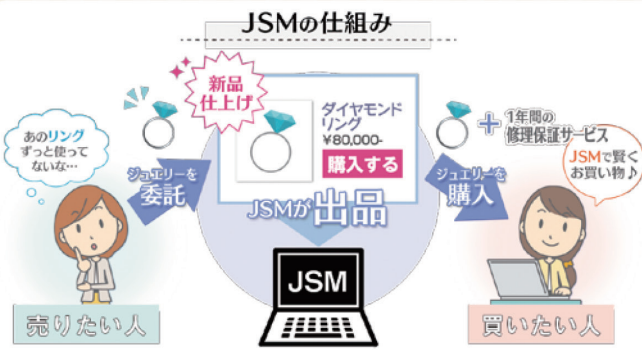 JSMの仕組み
新品
仕上げ
ダイヤモンド
リング
¥80,000-
購入する
あのリング
ずっと使って
ないな…
ジュエリーを
委託
JSMが出品
ジュエリーを
購入
+ 1年間の
修理保証サービス
JSMで賢く
お買い物♪
JSM
売りたい人
買いたい人